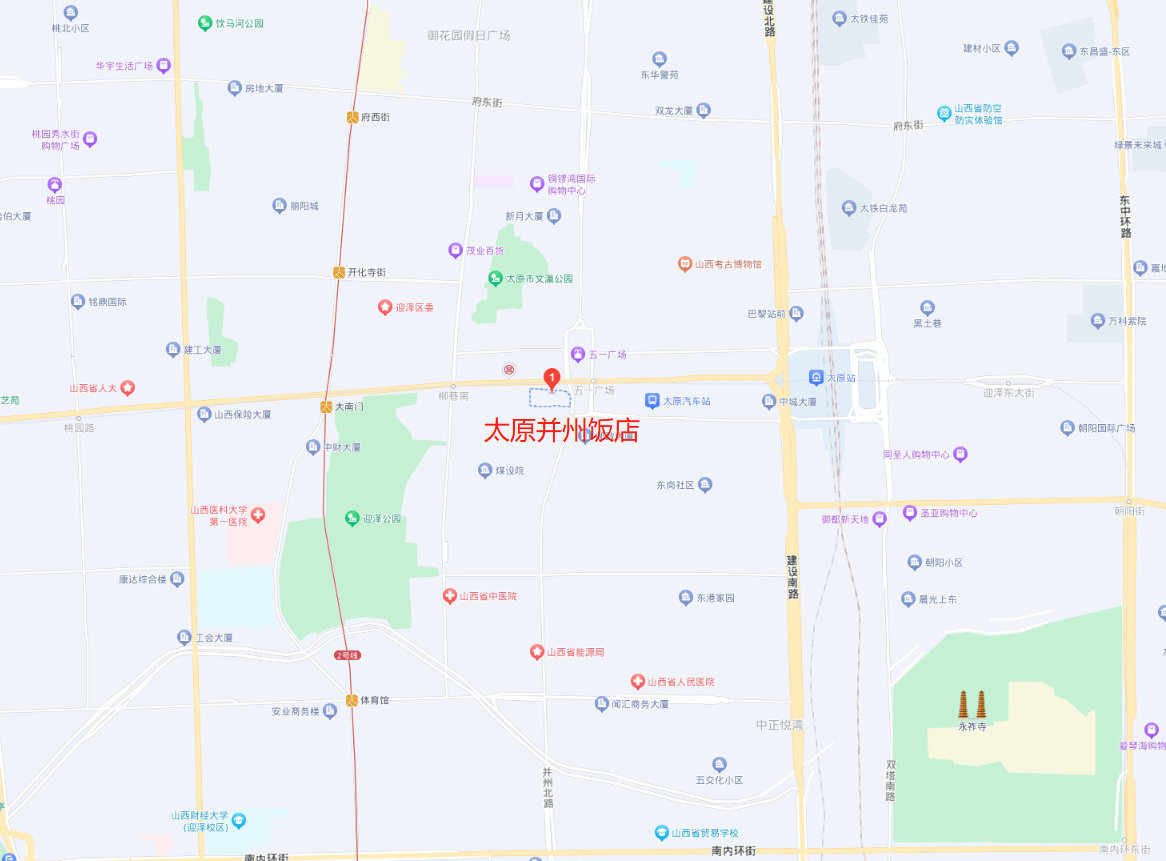 桃北小区
饮马河公园
御花园假日广场
建设北路
太铁佳苑
建材小区
东昌盛-东区
华宇生活广场
东华警苑
房地大厦
府东街
双龙大厦
山西省防空
防灾体验馆
府西街
府东街
桃园秀水街
购物广场
绿景未来城
铜锣湾国际
购物中心
桃园
丽阳城
新月大厦
太铁白龙苑
东中环路
伯大厦
茂业百货
开化寺街
太原市文瀛公园
山西考古博物馆
铭鼎国际
迎泽区委
巴黎站前
黑土巷
万科紫院
建工大厦
五一广场
山西省人大
1
太原站
艺苑
柳巷南
五一广场
迎泽东大街
大南门
太原汽车站
中城大厦
山西保险大厦
桃园路
太原并州饭店
朝阳国际广场
中财大厦
同至人购物中心
煤设院
东岗社区
山西医科大学
第一医院
迎泽公园
御都新天地
圣亚购物中心
朝阳街
建设南路
朝阳小区
康达综合楼
山西省中医院
东港家园
晨光上东
工会大厦
2号线
山西省能源局
山西省人民医院
体育馆
安业商务楼
闻汇商务大厦
中正悦湾
永祚寺
爱琴海购物
并州北路
五交化小区
双塔南路
山西财经大学
(迎泽校区)
山西省贸易学校
南内环街
南内环街
南内环东街